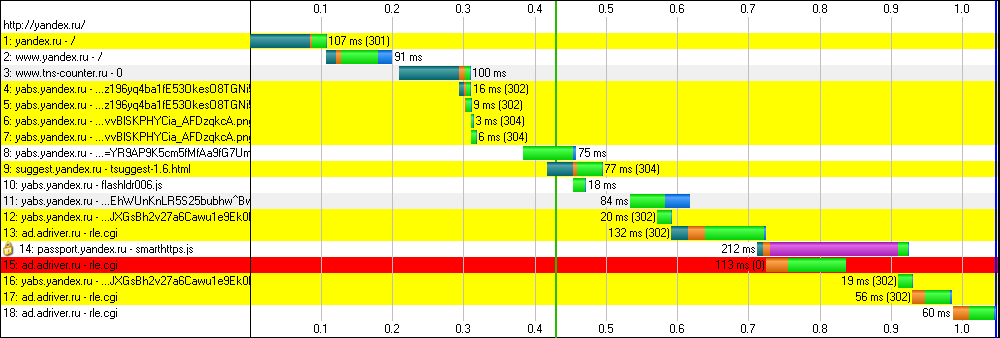 0.1 0.2 0.3 0.4 0.5 0.6 0.7 0.8 0.9 1.0
http://yandex.ru/
1: yandex.ru - / 107 ms (301)
2: www.yandex.ru - / 91 ms
3: www.tns-counter.ru - 0 100 ms
4: yabs.yandex.ru - 16 ms (302)
5: yabs.yandex.ru - 9 ms (302)
6: yabs.yandex.ru - ...vvBISKPHYCia_AFDzqkcA.png 3 ms (304)
7: yabs.yandex.ru - ...vvBISKPHYCia_AFDzqkcA.png 6 ms (304)
8: yabs.yandex.ru - 75 ms
9: suggest.yandex.ru - tsuggest-1.6.html 77 ms (304)
10: yabs.yandex.ru - flashldr006.js 18 ms
11: yabs.yandex.ru - 84 ms
12: yabs.yandex.ru - 20 ms (302)
13: ad.adriver.ru - rle.cgi 132 ms (302)
14: passport.yandex.ru - smarthttps.js 212 ms
15: ad.adriver.ru - rle.cgi 113 ms (0)
16: yabs.yandex.ru - 19 ms (302)
17: ad.adriver.ru - rle.cgi 56 ms (302)
18: ad.adriver.ru - rle.cgi 60 ms
0.1 0.2 0.3 0.4 0.5 0.6 0.7 0.8 0.9 1.0